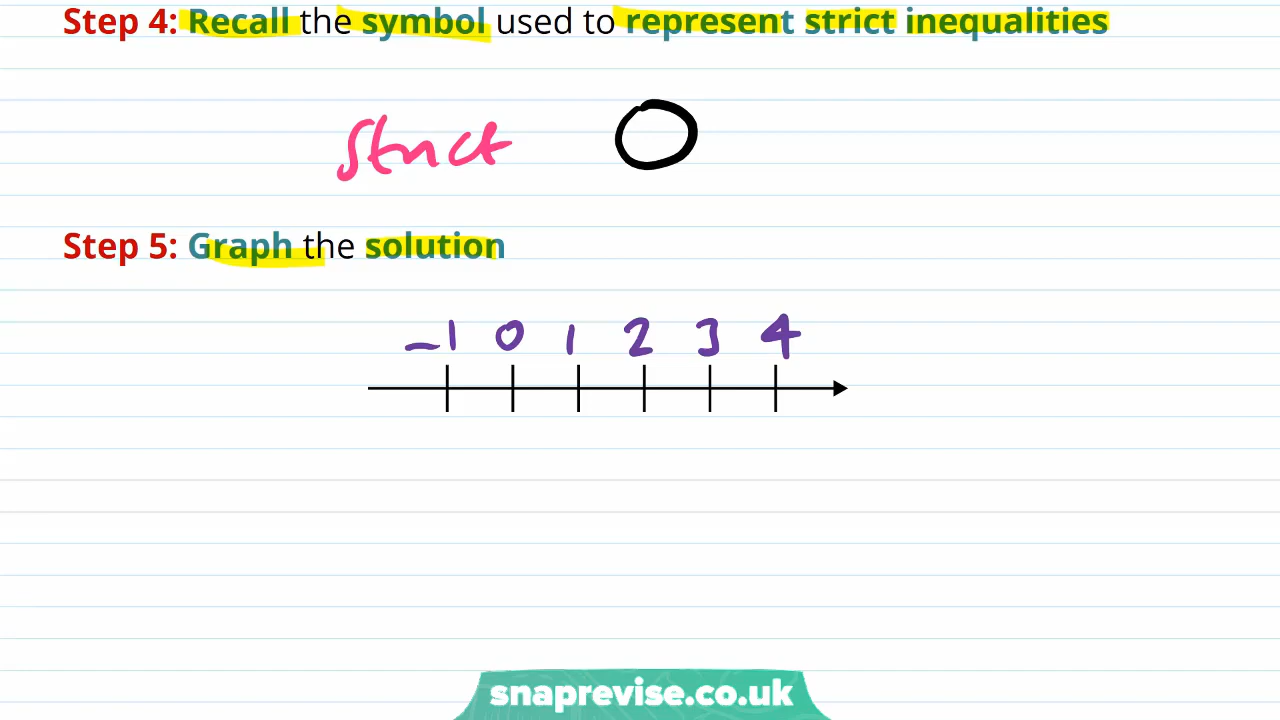 Step 4: Recall the symbol used to represent strict inequalities
strict
Step 5: Graph the solution
-1 0 1 2 3 4
snaprevise.co.uk